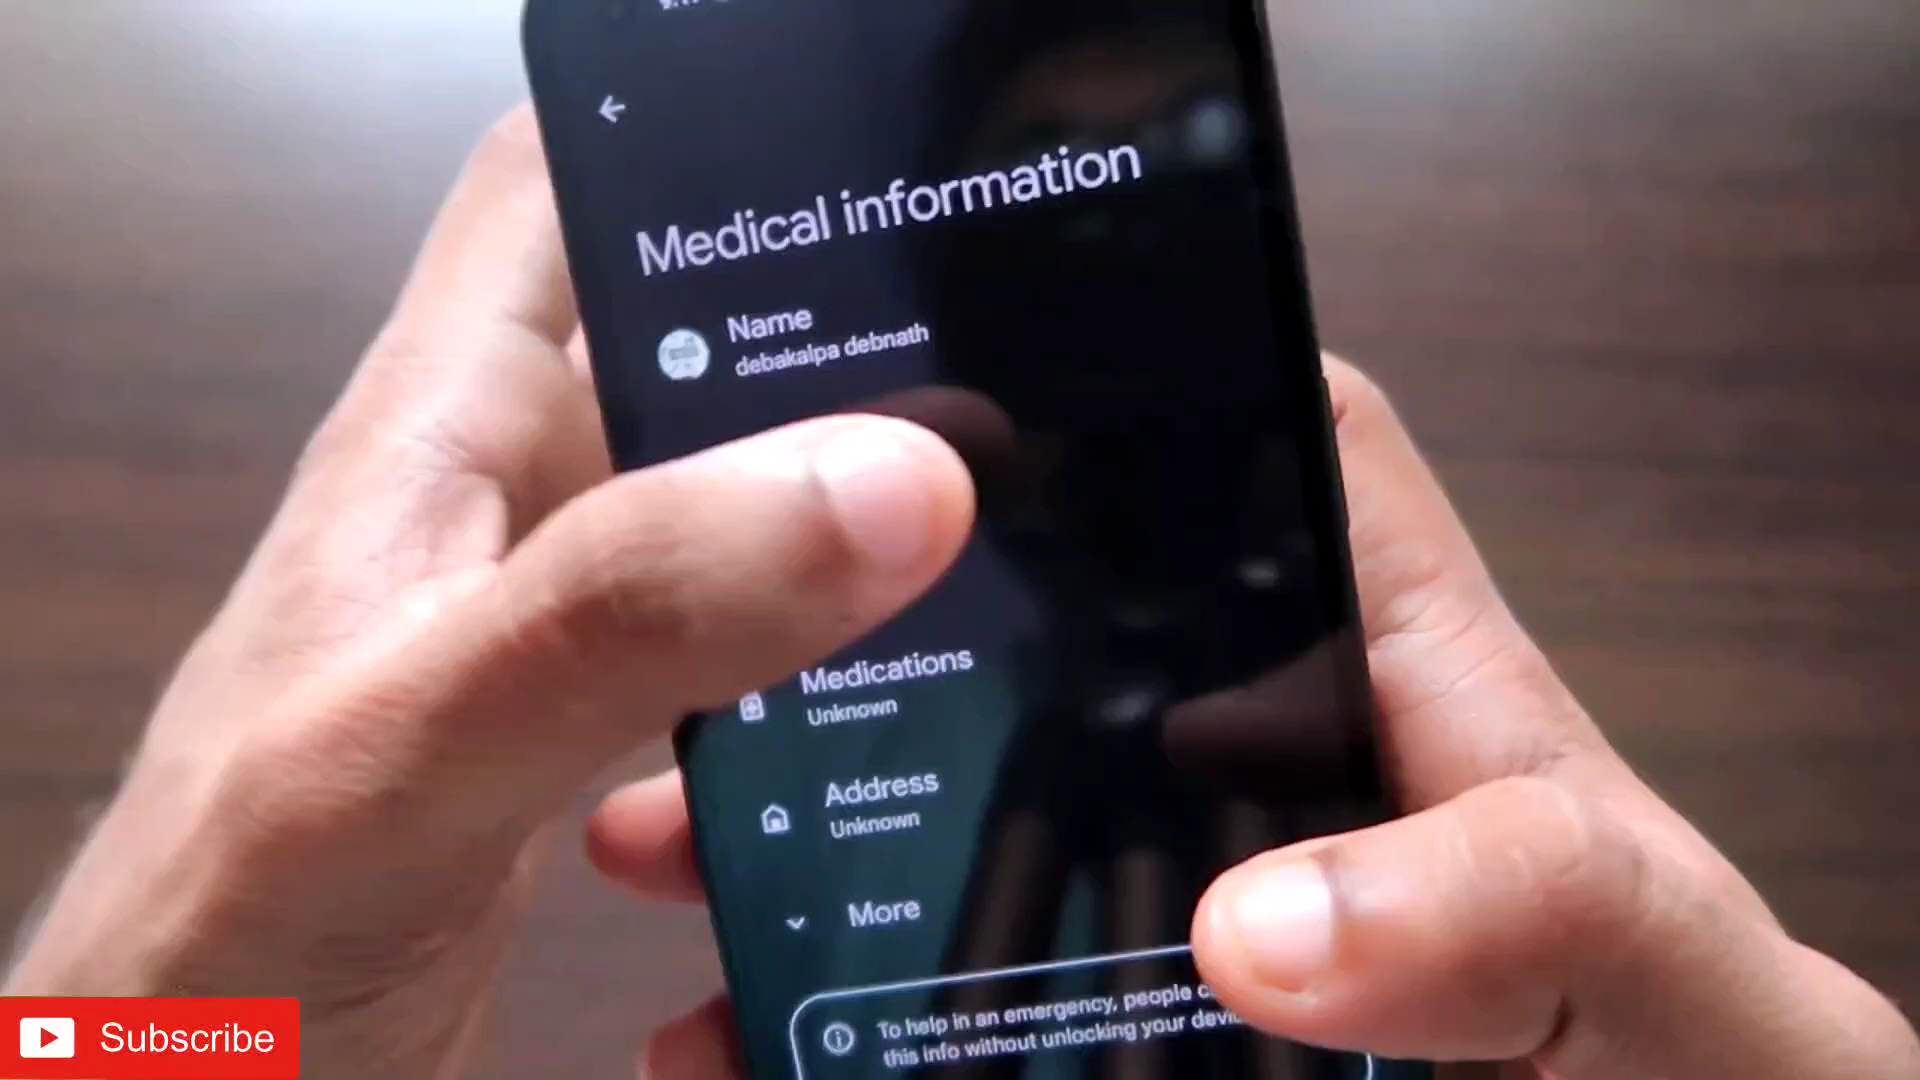 Medical information
Name
debakalpa debnath
Medications
Unknown
Address
Unknown
More
To help in an emergency, people
this info without unlocking your
Subscribe